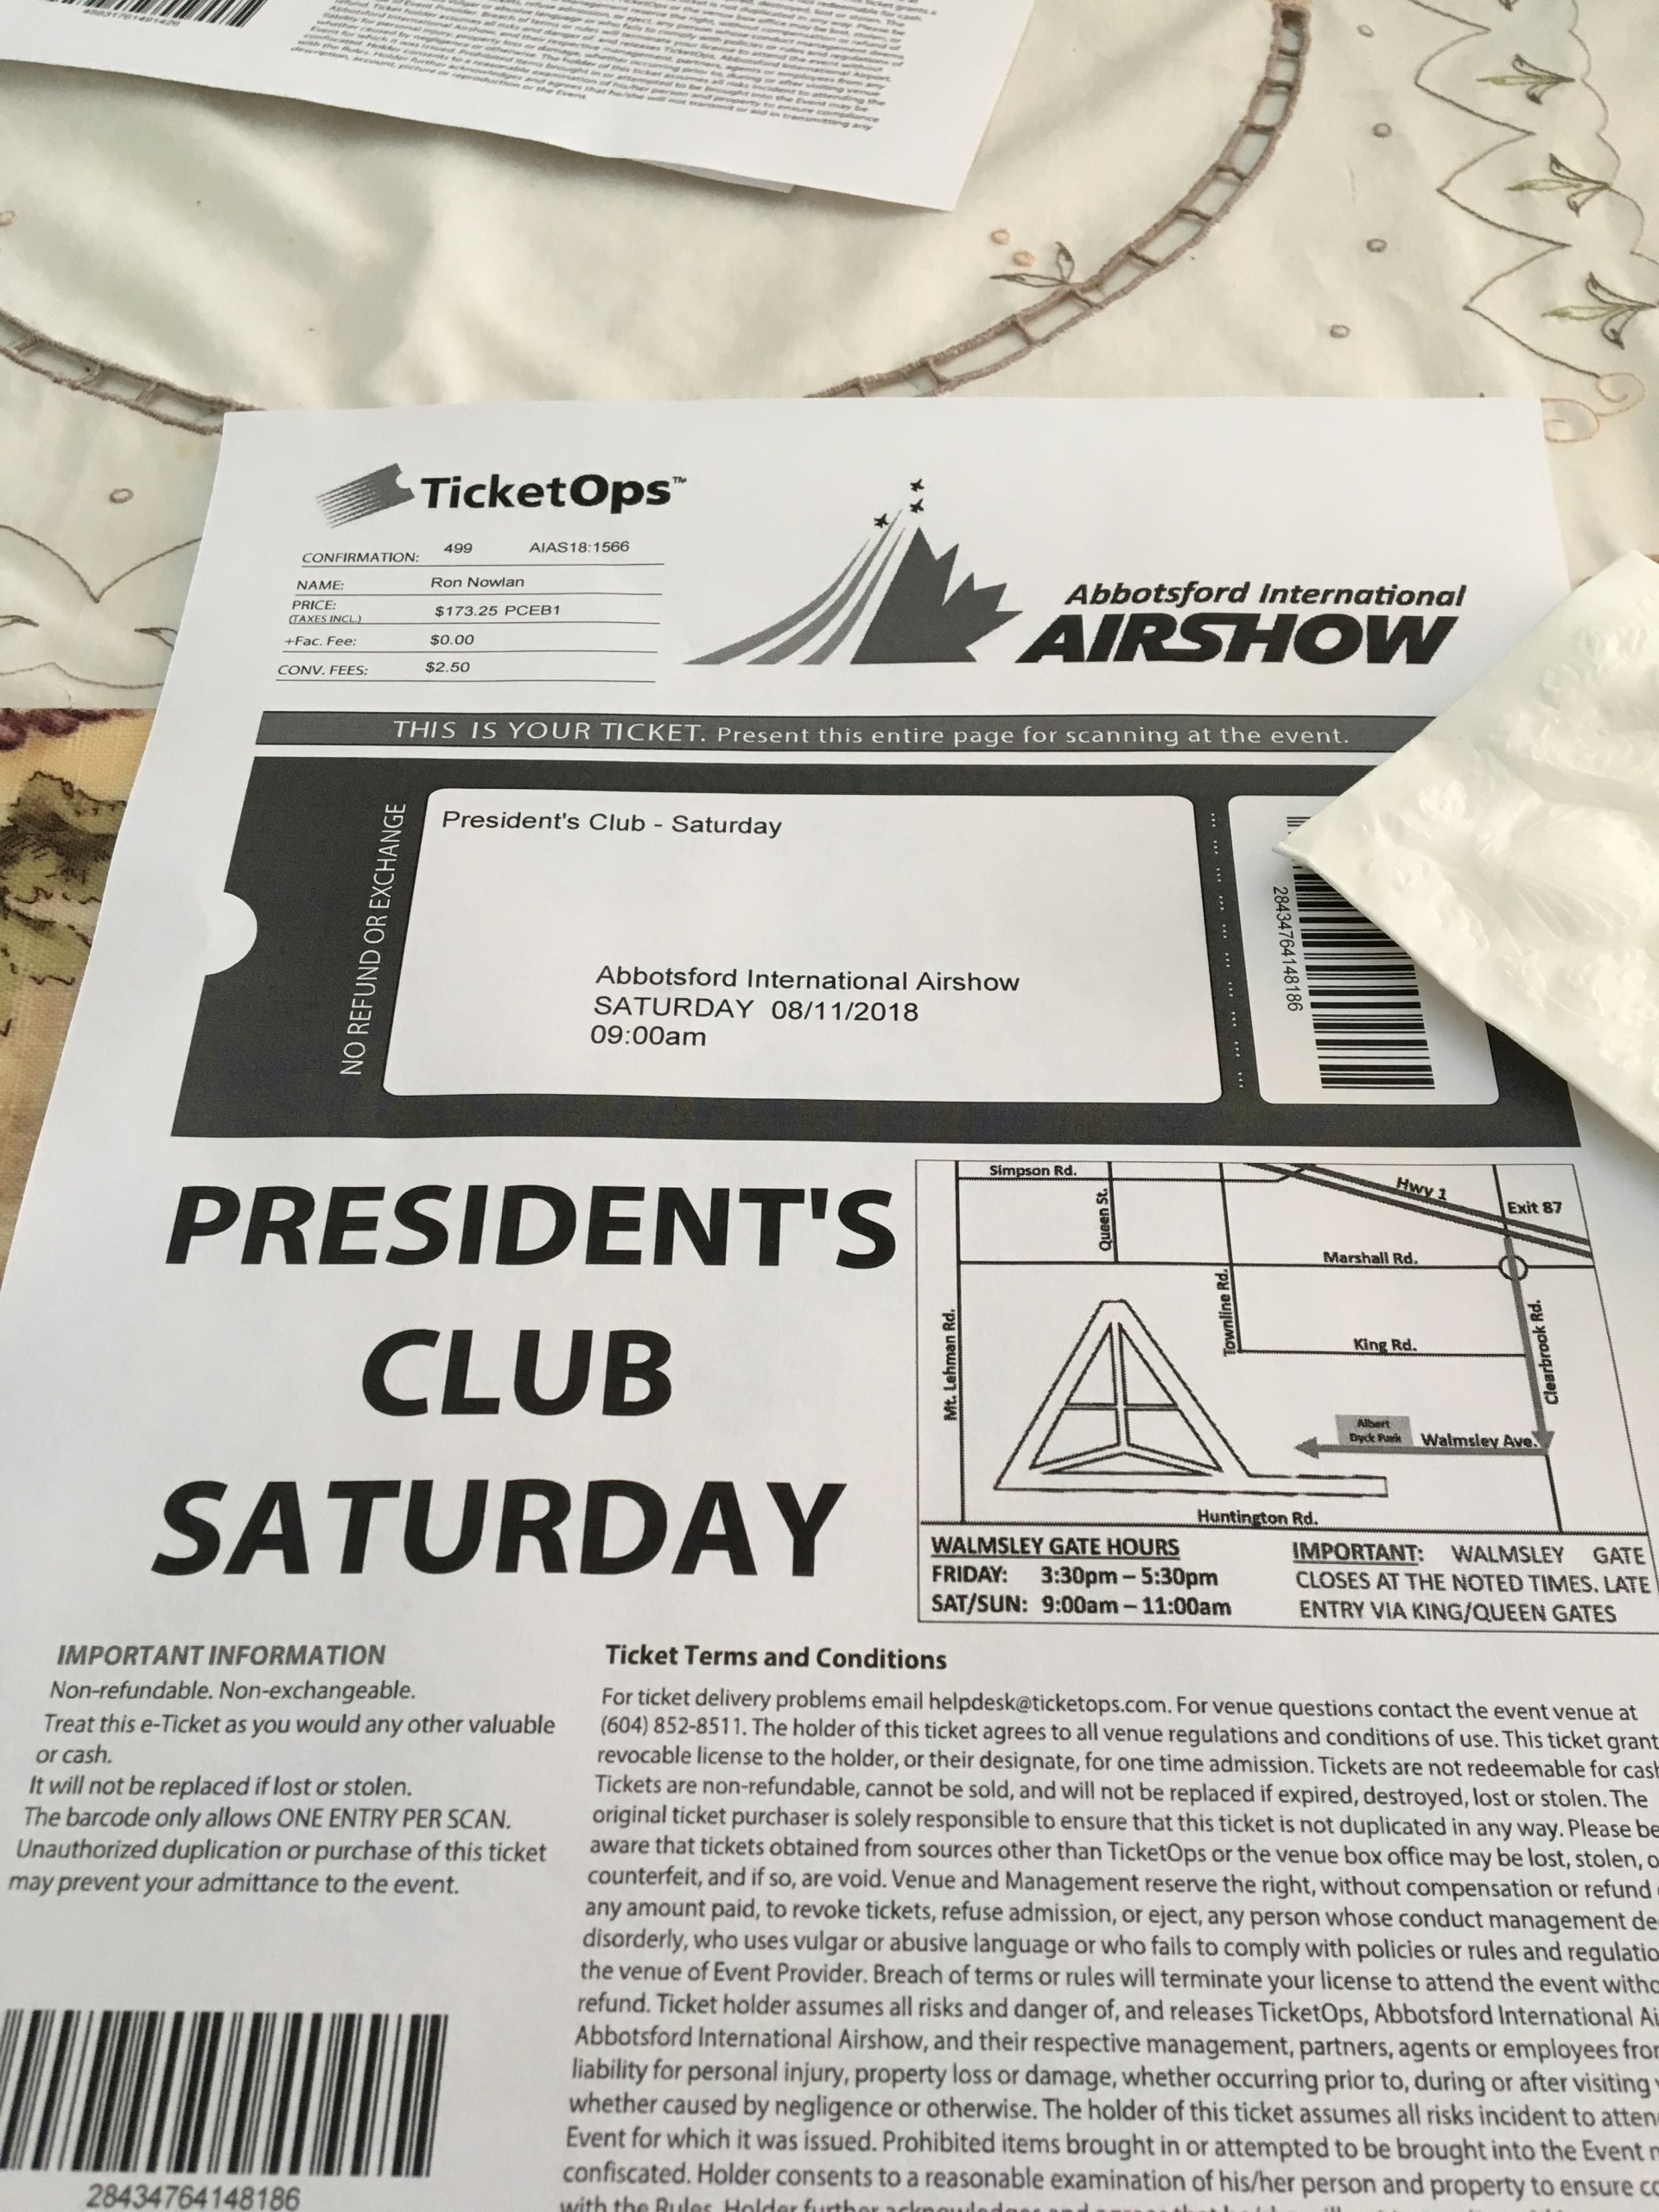 TicketOps™
CONFIRMATION: 499 AIAS18:1566
NAME: Ron Nowlan
PRICE: $173.25 PCEB1
(TAXES INCL.)
+Fac. Fee: $0.00
CONV. FEES: $2.50
Abbotsford International
AIRSHOW
THIS IS YOUR TICKET. Present this entire page for scanning at the event.
NO REFUND OR EXCHANGE
President's Club - Saturday
Abbotsford International Airshow
SATURDAY 08/11/2018
09:00am
28434764148186
PRESIDENT'S
CLUB
SATURDAY
Simpson Rd.
Queen St.
Hwy 1
Exit 87
Marshall Rd.
Townline Rd.
King Rd.
Clearbrook Rd.
Mt. Lehman Rd.
Albert
Dyck Park
Walmsley Ave.
Huntington Rd.
WALMSLEY GATE HOURS
FRIDAY: 3:30pm – 5:30pm
SAT/SUN: 9:00am – 11:00am
IMPORTANT: WALMSLEY GATE
CLOSES AT THE NOTED TIMES. LATE
ENTRY VIA KING/QUEEN GATES
IMPORTANT INFORMATION
Non-refundable. Non-exchangeable.
Treat this e-Ticket as you would any other valuable
or cash.
It will not be replaced if lost or stolen.
The barcode only allows ONE ENTRY PER SCAN.
Unauthorized duplication or purchase of this ticket
may prevent your admittance to the event.
28434764148186
Ticket Terms and Conditions
For ticket delivery problems email helpdesk@ticketops.com. For venue questions contact the event venue at
(604) 852-8511. The holder of this ticket agrees to all venue regulations and conditions of use. This ticket grant
revocable license to the holder, or their designate, for one time admission. Tickets are not redeemable for cash
Tickets are non-refundable, cannot be sold, and will not be replaced if expired, destroyed, lost or stolen. The
original ticket purchaser is solely responsible to ensure that this ticket is not duplicated in any way. Please be
aware that tickets obtained from sources other than TicketOps or the venue box office may be lost, stolen, o
counterfeit, and if so, are void. Venue and Management reserve the right, without compensation or refund
any amount paid, to revoke tickets, refuse admission, or eject, any person whose conduct management de
disorderly, who uses vulgar or abusive language or who fails to comply with policies or rules and regulatio
the venue of Event Provider. Breach of terms or rules will terminate your license to attend the event witho
refund. Ticket holder assumes all risks and danger of, and releases TicketOps, Abbotsford International Ai
Abbotsford International Airshow, and their respective management, partners, agents or employees from
liability for personal injury, property loss or damage, whether occurring prior to, during or after visiting
whether caused by negligence or otherwise. The holder of this ticket assumes all risks incident to atten
Event for which it was issued. Prohibited items brought in or attempted to be brought into the Event
confiscated. Holder consents to a reasonable examination of his/her person and property to ensure co
with the Rules. Holder further